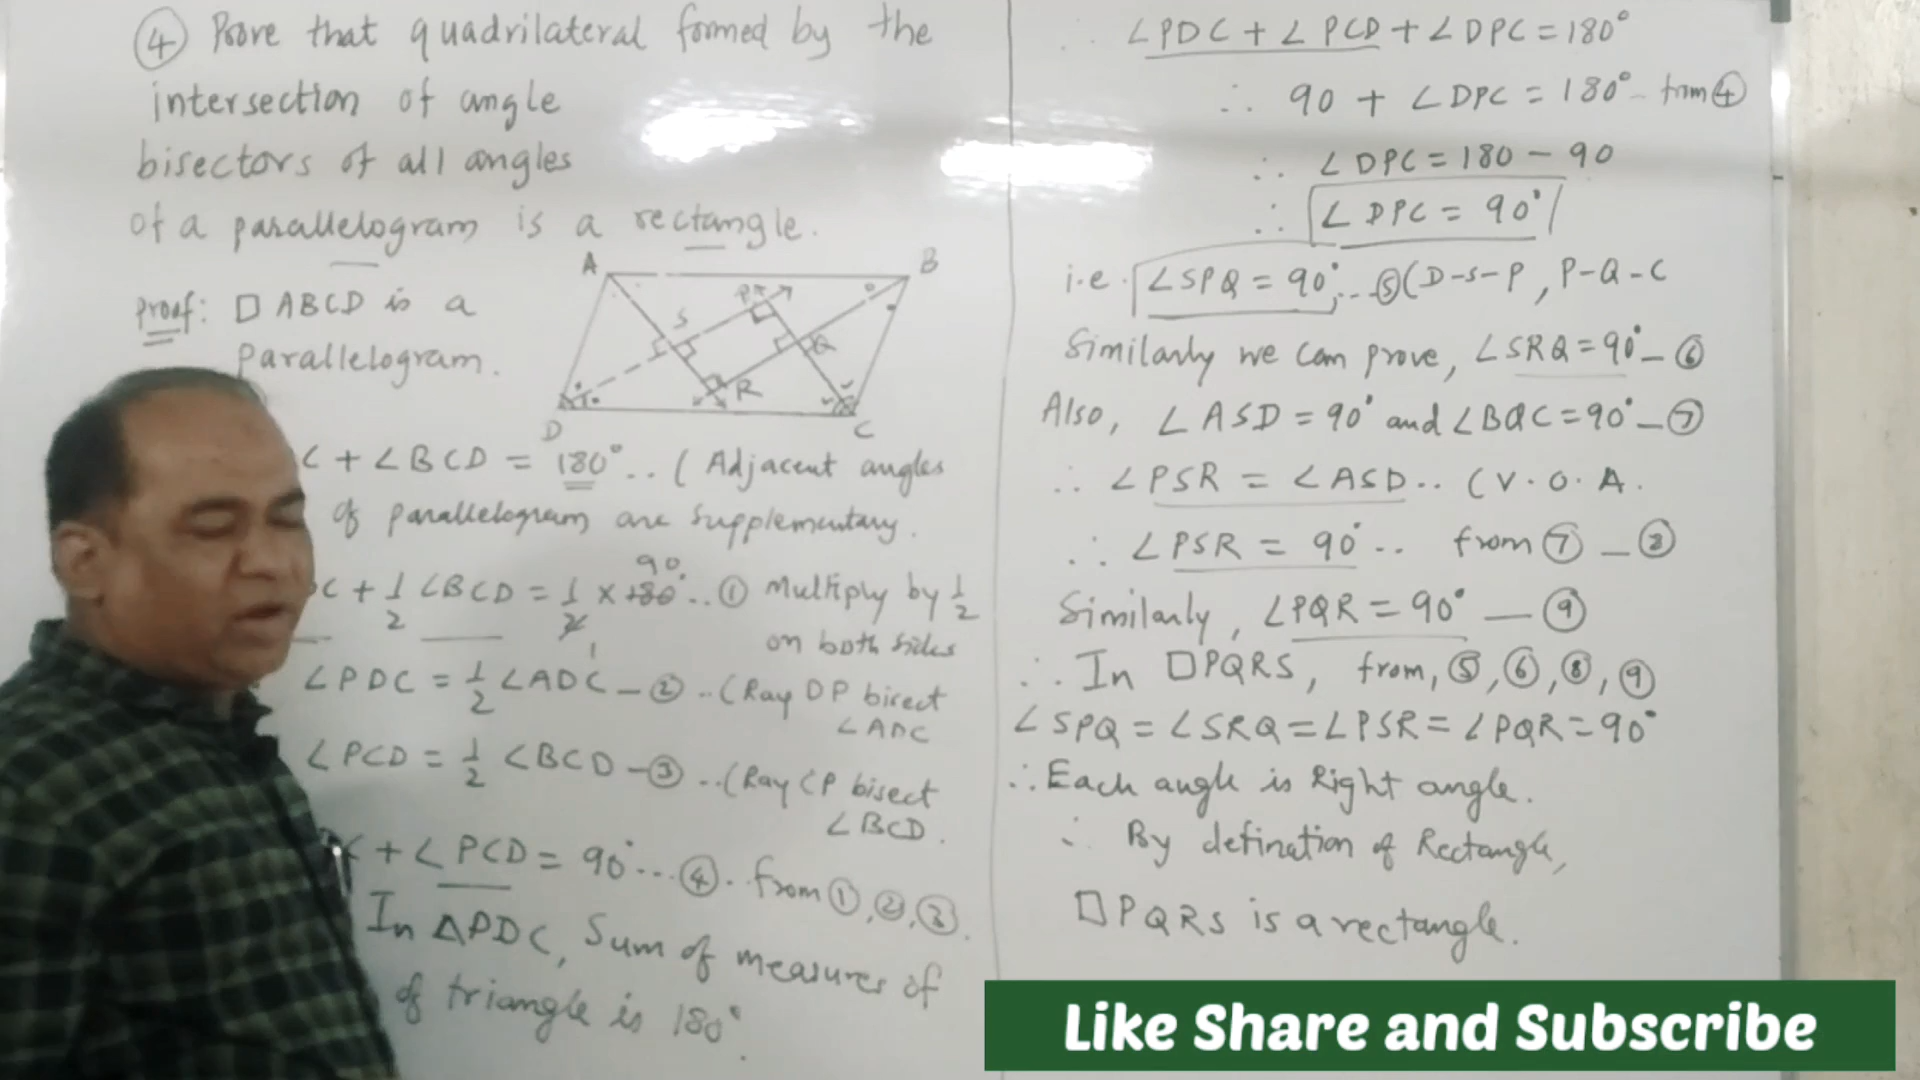 ④ Prove that quadrilateral formed by the
intersection of angle
bisectors of all angles
of a parallelogram is a rectangle.
Proof: □ ABCD is a
parallelogram.
A
B
P
S
Q
R
D
C
C + ∠BCD = 180° .. ( Adjacent angles
of parallelogram are supplementary.
90
C + 1/2 ∠BCD = 1/2 × 180° .. ① Multiply by 1/2
1
on both sides
∠PDC = 1/2 ∠ADC — ② .. (Ray DP bisect
∠ADC
∠PCD = 1/2 ∠BCD — ③ .. (Ray CP bisect
∠BCD.
C + ∠PCD = 90° ... ④. from ①, ②, ③.
In △PDC, Sum of measures of
of triangle is 180°.
∴ ∠PDC + ∠PCD + ∠DPC = 180°
∴ 90 + ∠DPC = 180° – from ④
∴ ∠DPC = 180 – 90
∴ ∠DPC = 90°
i.e. ∠SPQ = 90° ... ⑤ (D-S-P, P-Q-C
Similarly we can prove, ∠SRQ = 90° — ⑥
Also, ∠ASD = 90° and ∠BQC = 90° — ⑦
∴ ∠PSR = ∠ASD .. (V.O.A.
∴ ∠PSR = 90° .. from ⑦ — ⑧
Similarly, ∠PQR = 90° — ⑨
∴ In □PQRS, from, ⑤, ⑥, ⑧, ⑨
∠SPQ = ∠SRQ = ∠PSR = ∠PQR = 90°
∴ Each angle is Right angle.
∴ By defination of Rectangle,
□PQRS is a rectangle.
Like Share and Subscribe